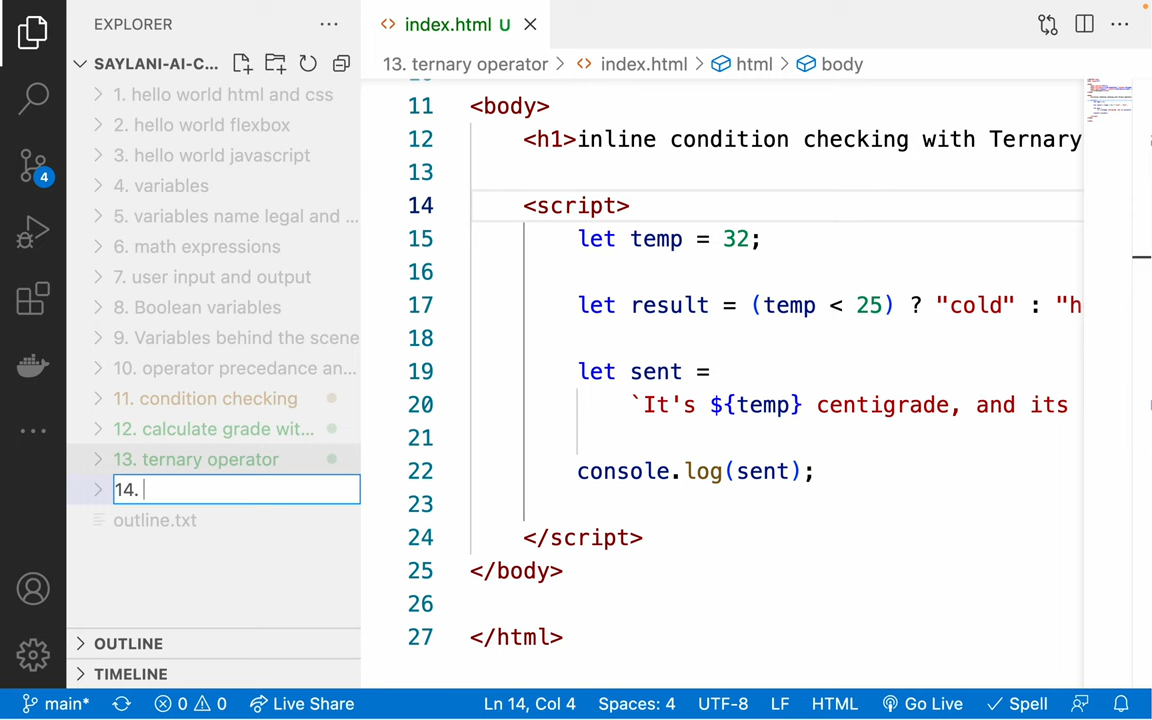 EXPLORER
index.html U
SAYLANI-AI-C...
13. ternary operator > index.html > html > body
1. hello world html and css
2. hello world flexbox
3. hello world javascript
4. variables
5. variables name legal and ...
6. math expressions
7. user input and output
8. Boolean variables
9. Variables behind the scene
10. operator precedance an...
11. condition checking
12. calculate grade wit...
13. ternary operator
14.
outline.txt
OUTLINE
TIMELINE
4
11 <body>
12 <h1>inline condition checking with Ternary
13
14 <script>
15 let temp = 32;
16
17 let result = (temp < 25) ? "cold" : "h
18
19 let sent =
20 `It's ${temp} centigrade, and its
21
22 console.log(sent);
23
24 </script>
25 </body>
26
27 </html>
main* 0 0 Live Share Ln 14, Col 4 Spaces: 4 UTF-8 LF HTML Go Live Spell